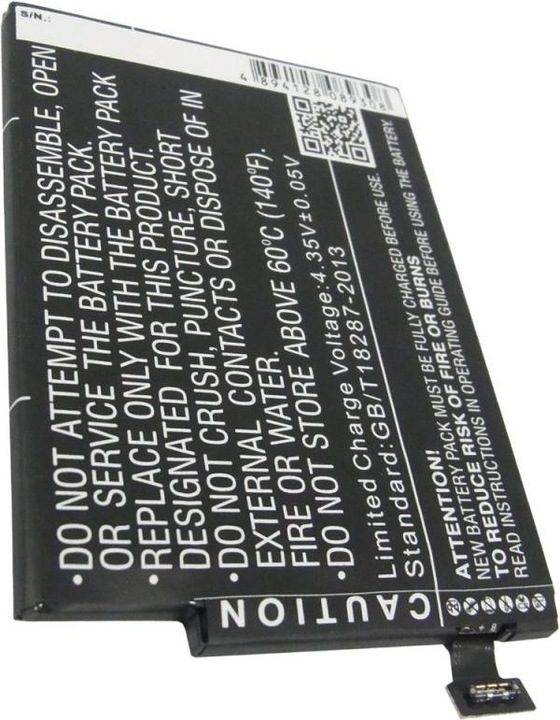 S/N.:
4 894128 089308
• DO NOT ATTEMPT TO DISASSEMBLE, OPEN
OR SERVICE THE BATTERY PACK.
• REPLACE ONLY WITH THE BATTERY PACK
DESIGNATED FOR THIS PRODUCT.
• DO NOT CRUSH, PUNCTURE, SHORT
EXTERNAL CONTACTS OR DISPOSE OF IN
FIRE OR WATER.
• DO NOT STORE ABOVE 60°C (140°F).
Limited Charge Voltage:4.35V±0.05V
Standard:GB/T18287-2013
ATTENTION!
NEW BATTERY PACK MUST BE FULLY CHARGED BEFORE USE.
TO REDUCE RISK OF FIRE OR BURNS
READ INSTRUCTIONS IN OPERATING GUIDE BEFORE USING THE BATTERY.
CAUTION